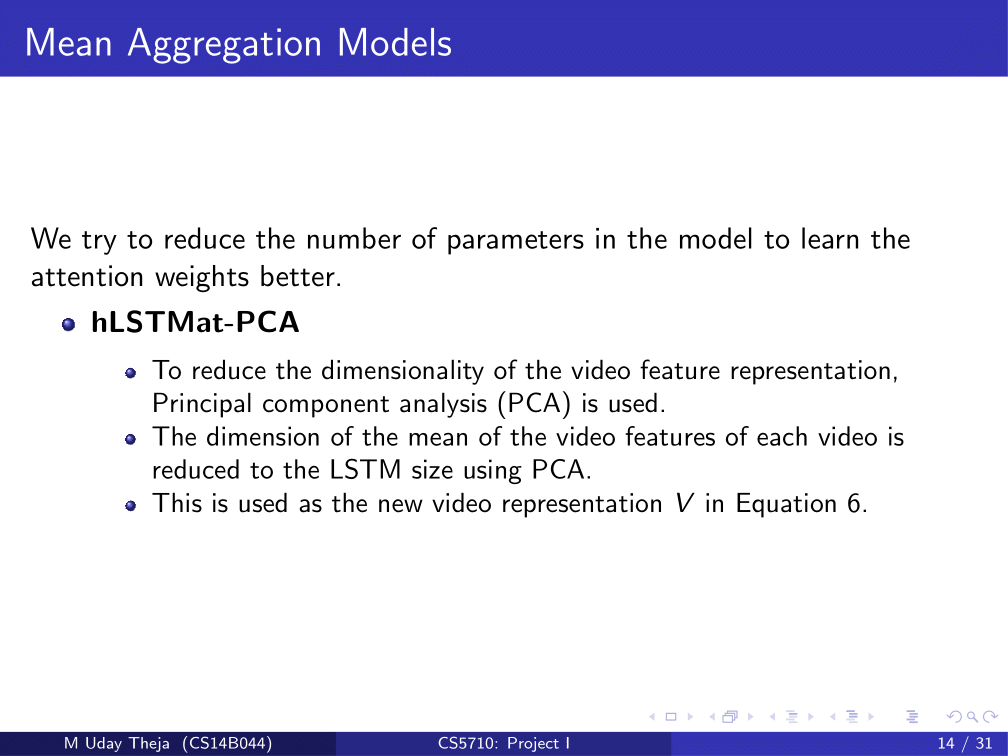 Mean Aggregation Models
We try to reduce the number of parameters in the model to learn the
attention weights better.
hLSTMat-PCA
To reduce the dimensionality of the video feature representation,
Principal component analysis (PCA) is used.
The dimension of the mean of the video features of each video is
reduced to the LSTM size using PCA.
This is used as the new video representation V in Equation 6.
M Uday Theja (CS14B044) CS5710: Project I 14 / 31